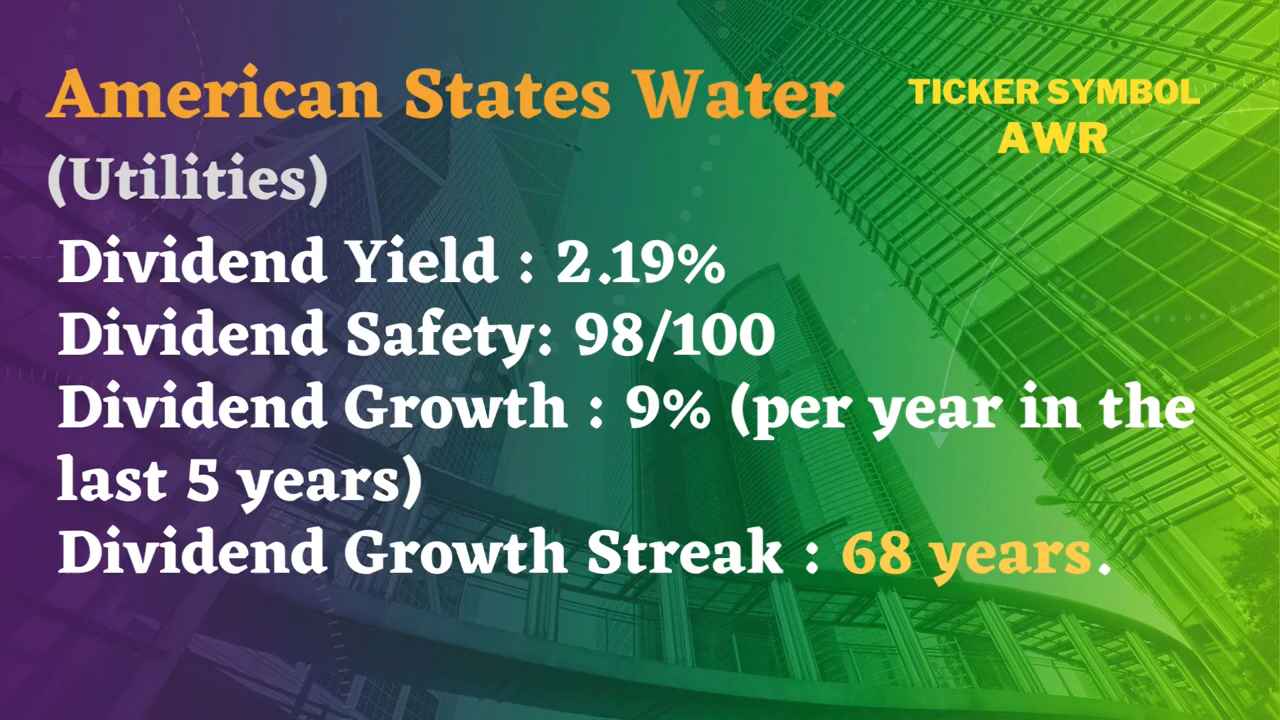 American States Water
TICKER SYMBOL
AWR
(Utilities)
Dividend Yield : 2.19%
Dividend Safety: 98/100
Dividend Growth : 9% (per year in the
last 5 years)
Dividend Growth Streak : 68 years.